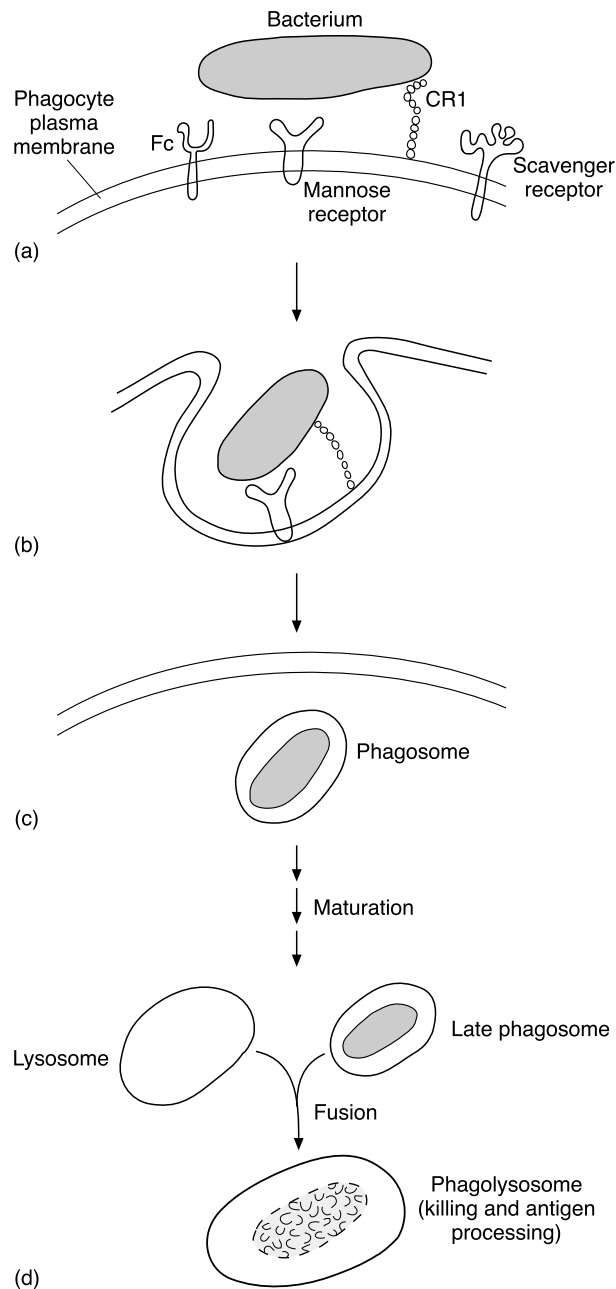 Bacterium
Phagocyte
plasma
membrane
Fc
CR1
Mannose
receptor
Scavenger
receptor
(a)
(b)
Phagosome
(c)
Maturation
Lysosome
Late phagosome
Fusion
Phagolysosome
(killing and antigen
processing)
(d)